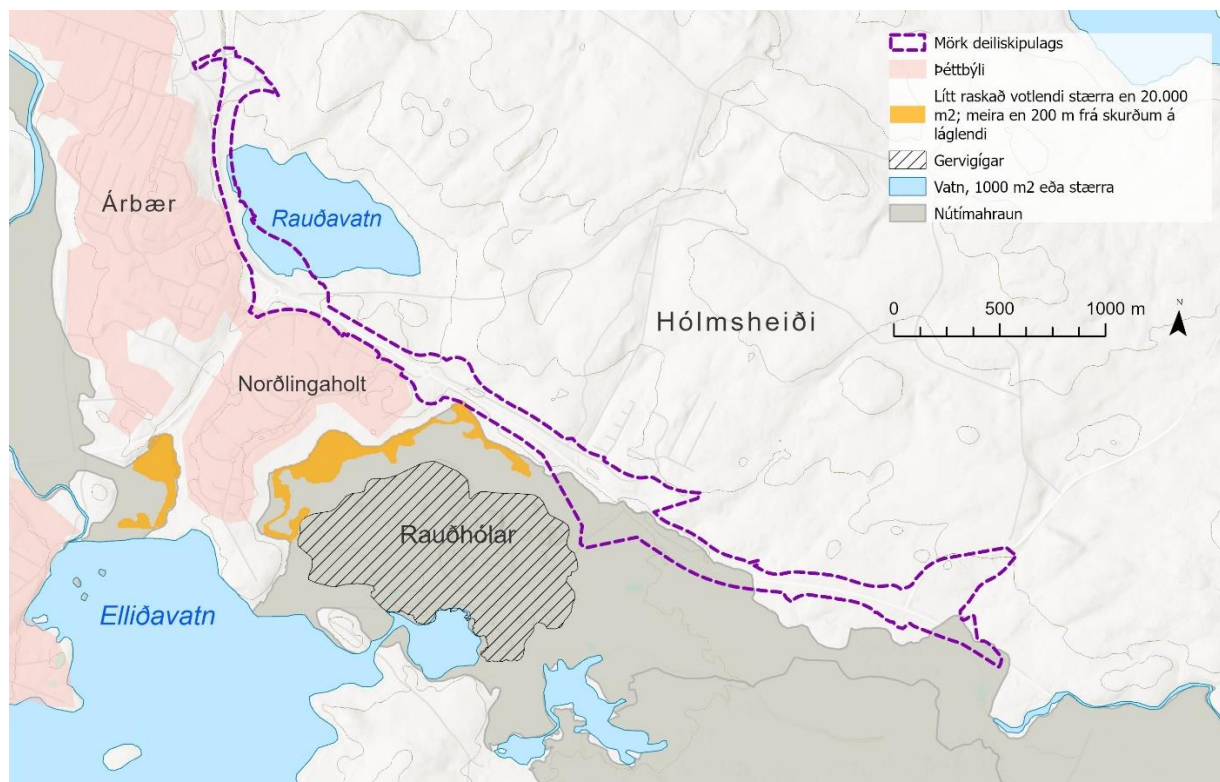 Mörk deiliskipulags
Þéttbýli
Lítt raskað votlendi stærra en 20.000
m2; meira en 200 m frá skurðum á
láglendi
Gervigígar
Vatn, 1000 m2 eða stærra
Nútímahraun
Árbær
Rauðavatn
0 500 1000 m
N
Hólmsheiði
Norðlingaholt
Rauðhólar
Elliðavatn